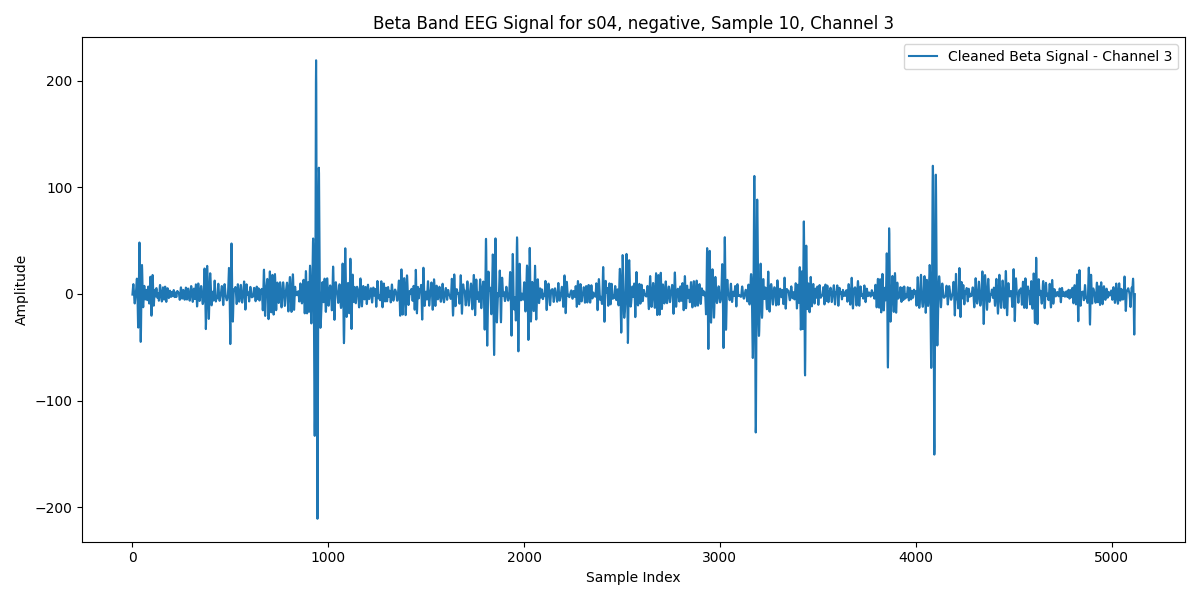 Beta Band EEG Signal for s04, negative, Sample 10, Channel 3
Cleaned Beta Signal - Channel 3
Amplitude
200
100
0
−100
−200
0 1000 2000 3000 4000 5000
Sample Index